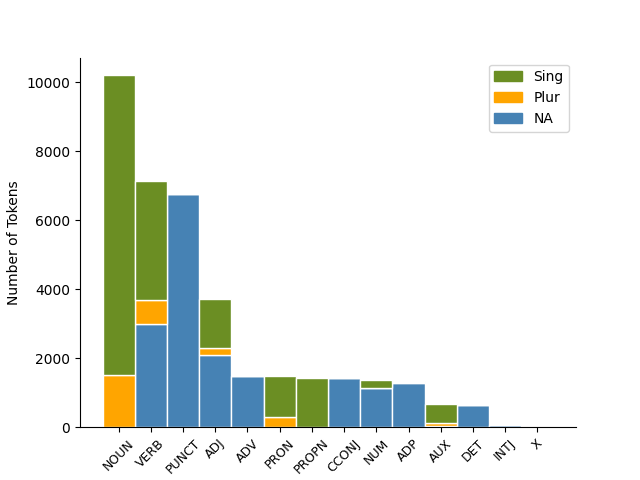 Sing
Plur
NA
Number of Tokens
10000
8000
6000
4000
2000
0
NOUN
VERB
PUNCT
ADJ
ADV
PRON
PROPN
CCONJ
NUM
ADP
AUX
DET
INTJ
X